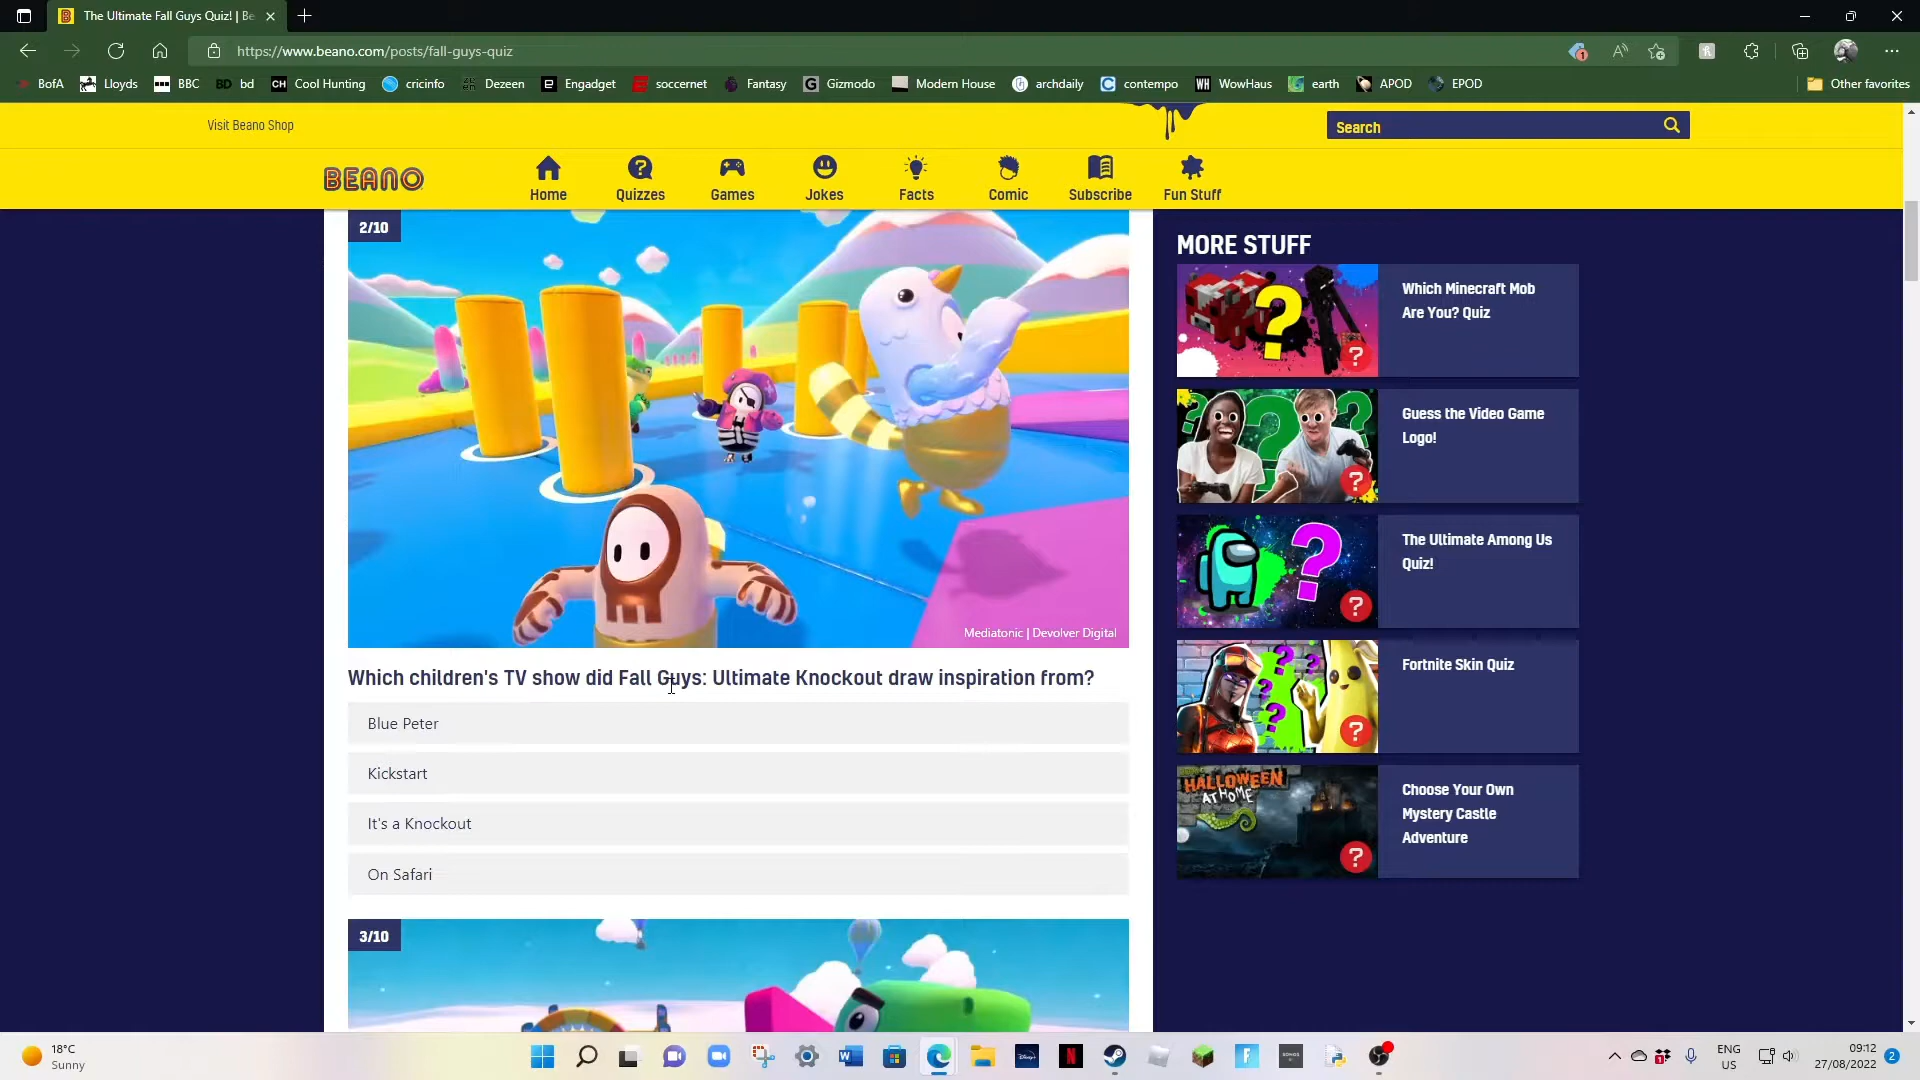 The Ultimate Fall Guys Quiz! | Be
https://www.beano.com/posts/fall-guys-quiz
BofA
Lloyds
BBC
bd
Cool Hunting
cricinfo
Dezeen
Engadget
soccernet
Fantasy
Gizmodo
Modern House
archdaily
contempo
WowHaus
earth
APOD
EPOD
Other favorites
Visit Beano Shop
Search
BEANO
Home
Quizzes
Games
Jokes
Facts
Comic
Subscribe
Fun Stuff
2/10
Mediatonic | Devolver Digital
Which children's TV show did Fall Guys: Ultimate Knockout draw inspiration from?
Blue Peter
Kickstart
It's a Knockout
On Safari
3/10
MORE STUFF
Which Minecraft Mob
Are You? Quiz
Guess the Video Game
Logo!
The Ultimate Among Us
Quiz!
Fortnite Skin Quiz
HALLOWEEN
AT HOME
Choose Your Own
Mystery Castle
Adventure
18°C
Sunny
ENG
US
09:12
27/08/2022
2